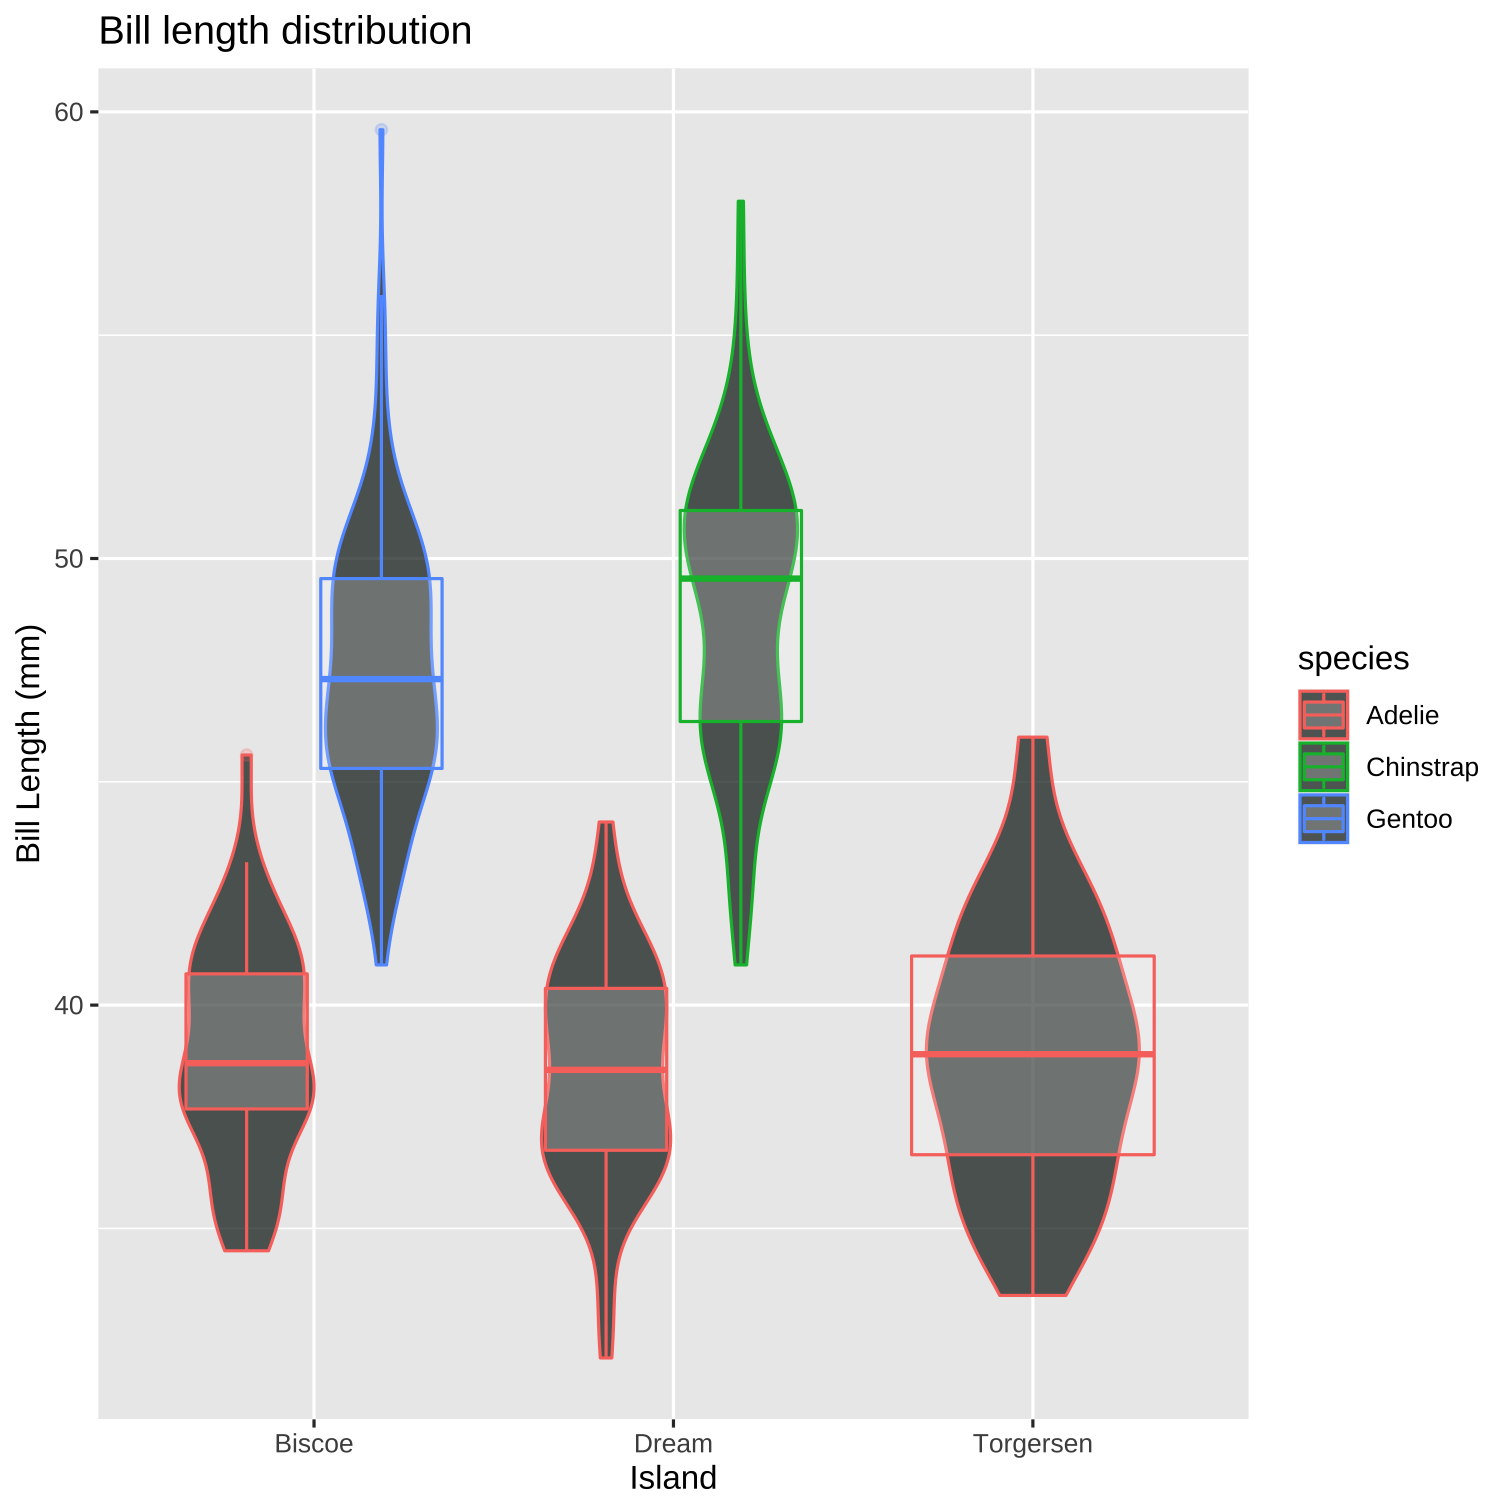 Bill length distribution
60
50
40
Bill Length (mm)
Biscoe
Dream
Torgersen
Island
species
Adelie
Chinstrap
Gentoo